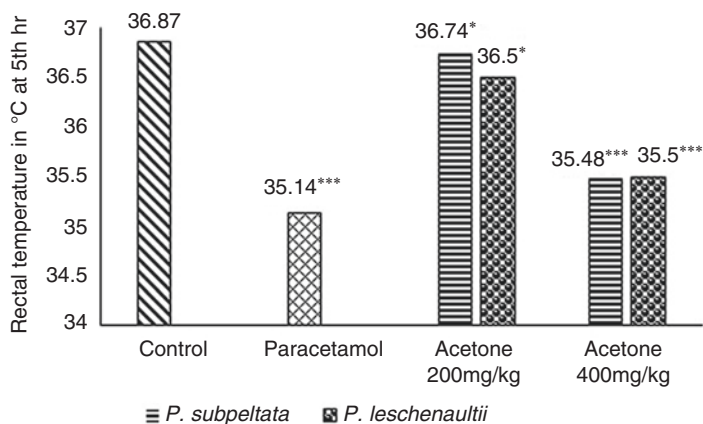 Rectal temperature in °C at 5th hr
37
36.5
36
35.5
35
34.5
34
36.87
35.14***
36.74*
36.5*
35.48***
35.5***
Control
Paracetamol
Acetone
200mg/kg
Acetone
400mg/kg
P. subpeltata
P. leschenaultii